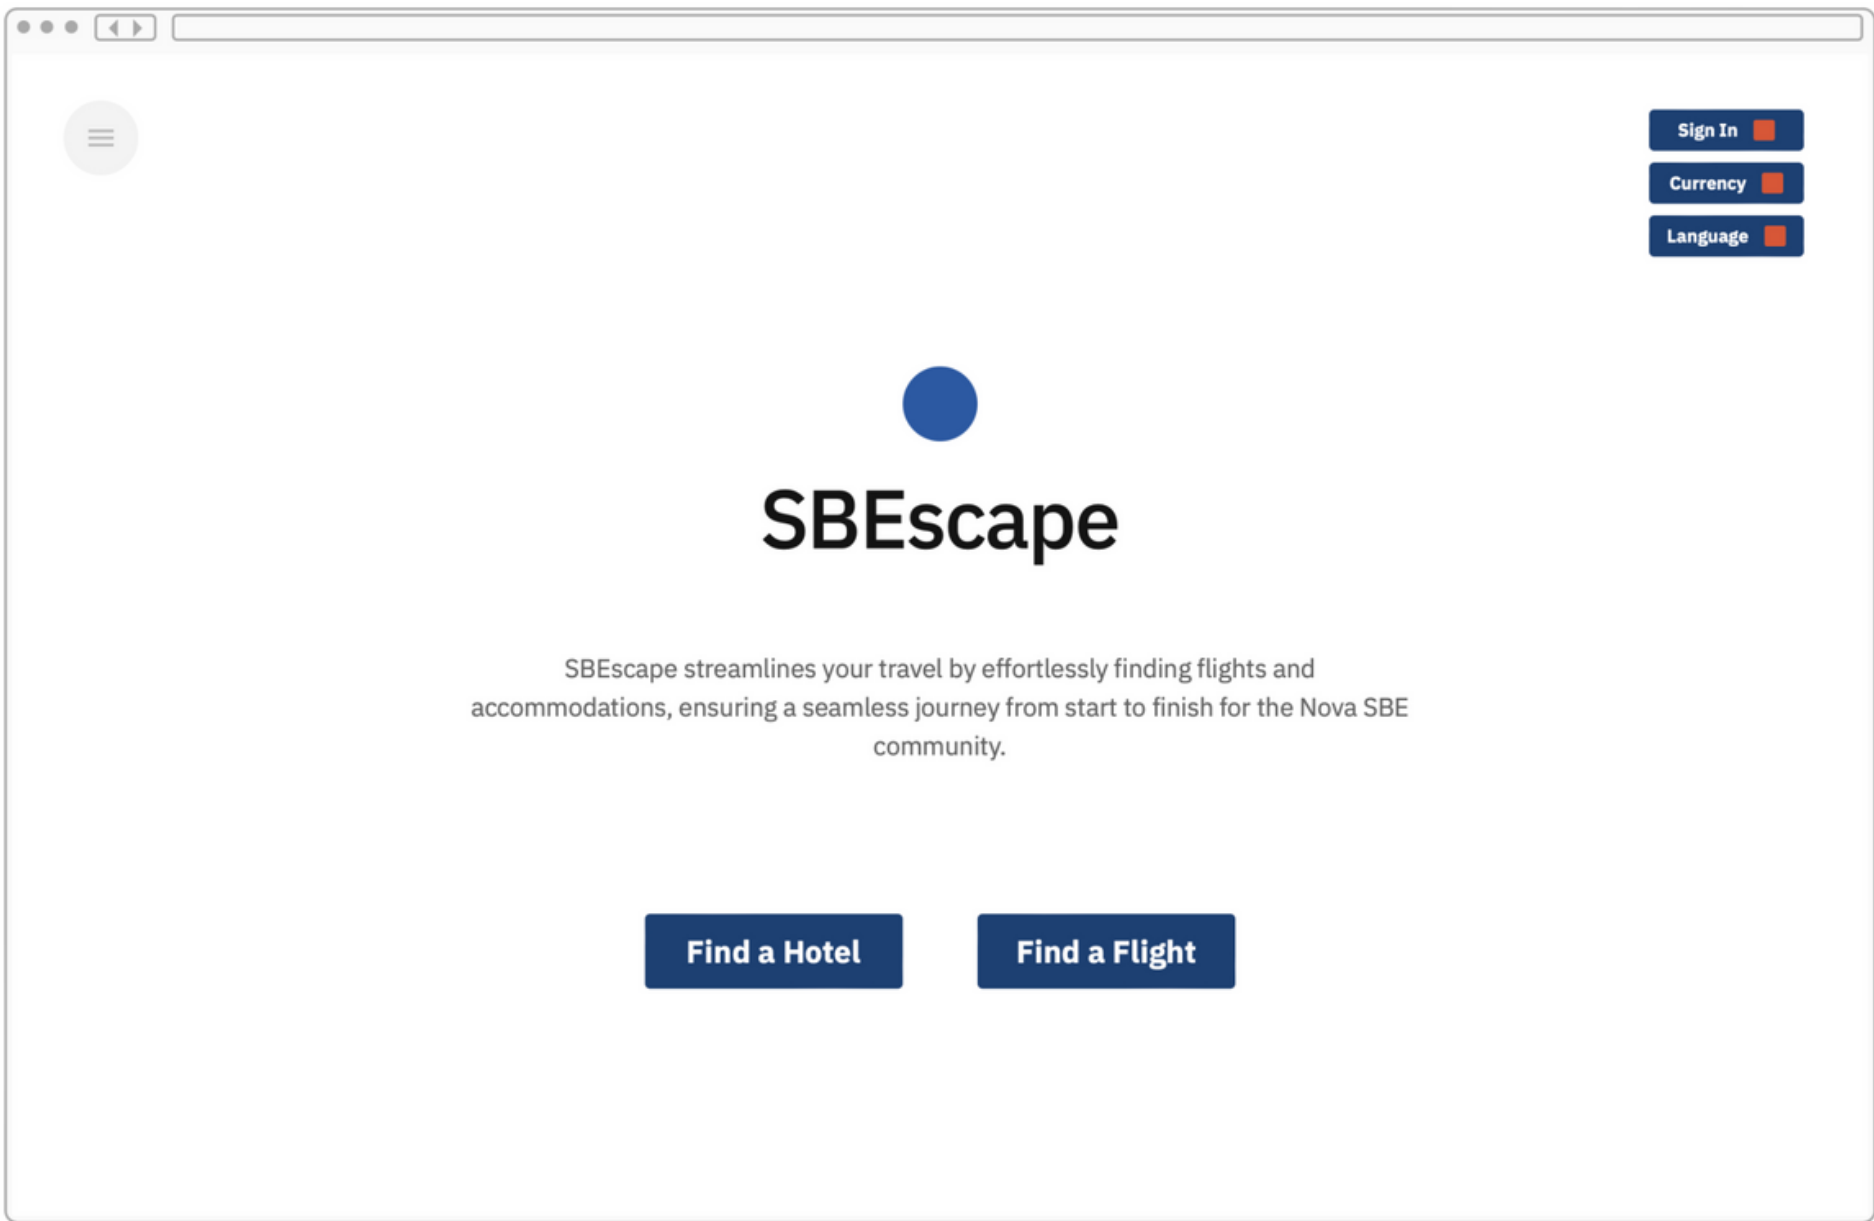 Sign In
Currency
Language
SBEscape
SBEscape streamlines your travel by effortlessly finding flights and
accommodations, ensuring a seamless journey from start to finish for the Nova SBE
community.
Find a Hotel
Find a Flight